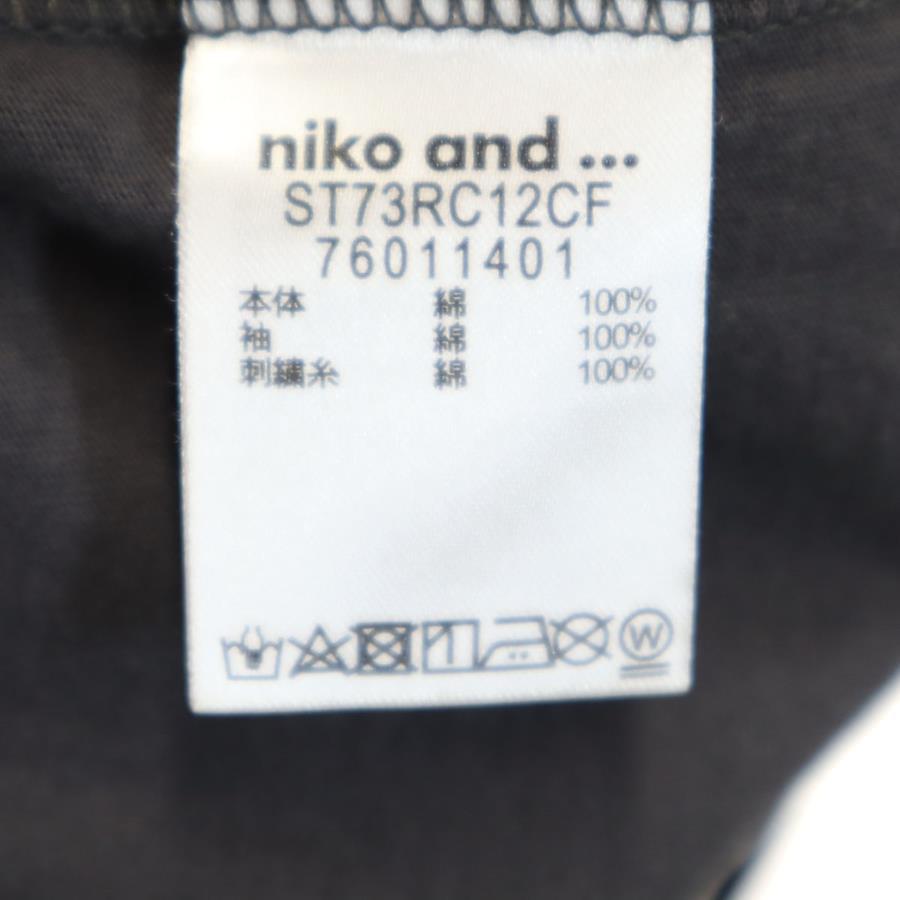 niko and ...
ST73RC12CF
76011401
本体 綿 100%
袖 綿 100%
刺繍糸 綿 100%
W